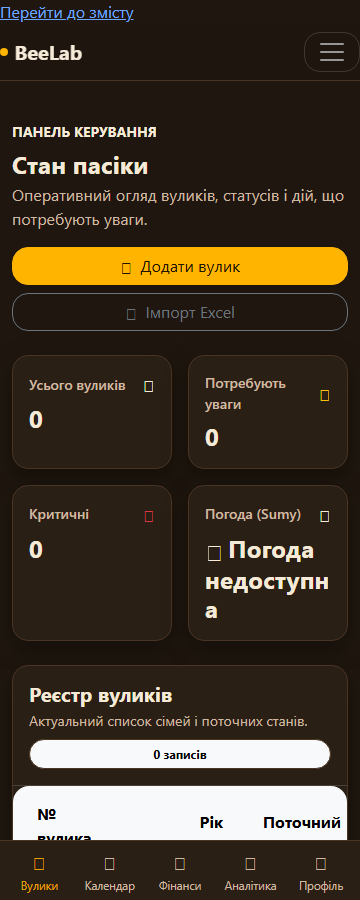 Перейти до змісту
BeeLab
ПАНЕЛЬ КЕРУВАННЯ
Стан пасіки
Оперативний огляд вуликів, статусів і дій, що
потребують уваги.
Додати вулик
Імпорт Excel
Усього вуликів
0
Потребують
уваги
0
Критичні
0
Погода (Sumy)
Погода
недоступн
а
Реєстр вуликів
Актуальний список сімей і поточних станів.
0 записів
№
вулика
Рік
Поточний
Вулики
Календар
Фінанси
Аналітика
Профіль